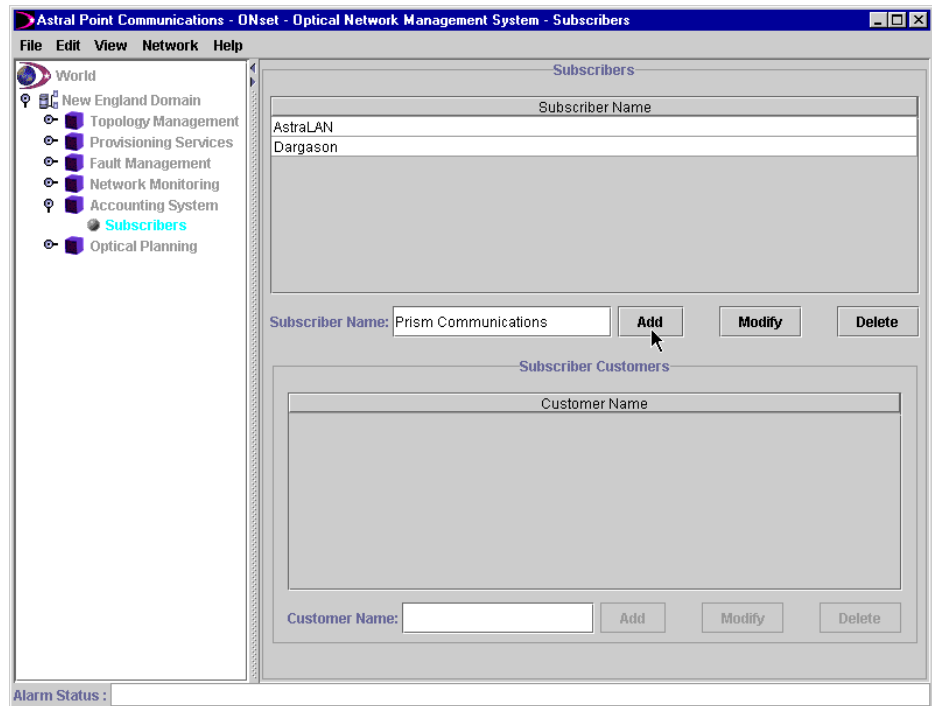 Astral Point Communications - ONset - Optical Network Management System - Subscribers
File Edit View Network Help
World
New England Domain
Topology Management
Provisioning Services
Fault Management
Network Monitoring
Accounting System
Subscribers
Optical Planning
Subscribers
Subscriber Name
AstraLAN
Dargason
Subscriber Name: Prism Communications Add Modify Delete
Subscriber Customers
Customer Name
Customer Name: Add Modify Delete
Alarm Status :